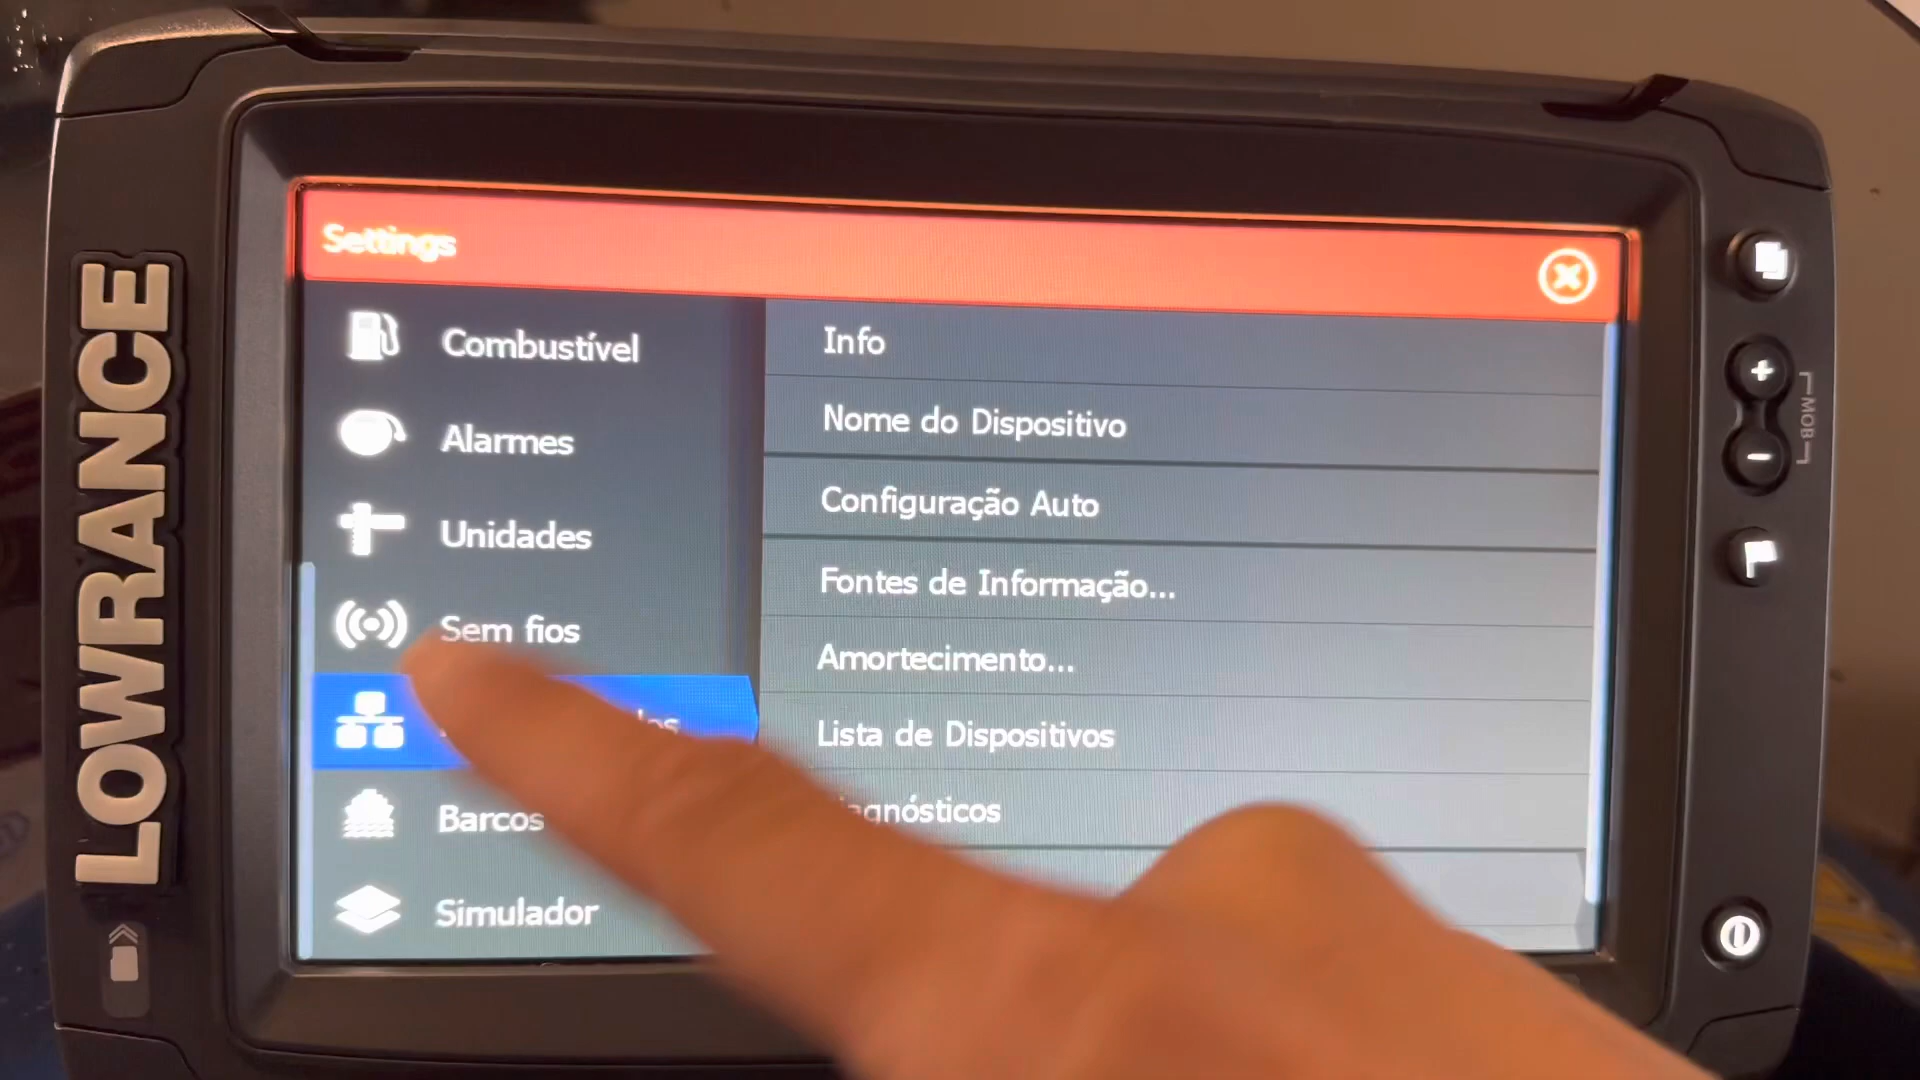 LOWRANCE
Settings
Combustível
Alarmes
Unidades
Sem fios
Barcos
Simulador
Info
Nome do Dispositivo
Configuração Auto
Fontes de Informação...
Amortecimento...
Lista de Dispositivos
MOB